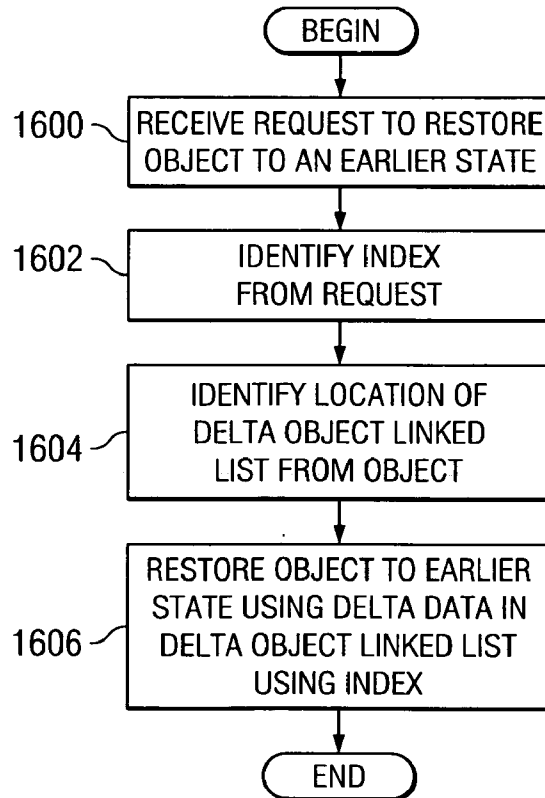 BEGIN
1600
RECEIVE REQUEST TO RESTORE
OBJECT TO AN EARLIER STATE
1602
IDENTIFY INDEX
FROM REQUEST
1604
IDENTIFY LOCATION OF
DELTA OBJECT LINKED
LIST FROM OBJECT
1606
RESTORE OBJECT TO EARLIER
STATE USING DELTA DATA IN
DELTA OBJECT LINKED LIST
USING INDEX
END